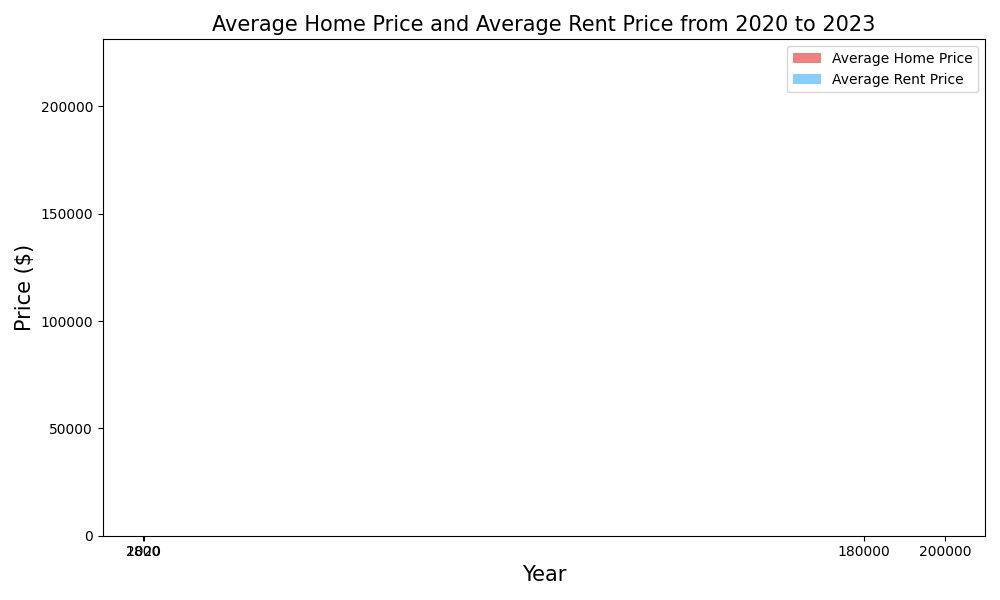 Average Home Price and Average Rent Price from 2020 to 2023
Average Home Price
Average Rent Price
200000
150000
100000
50000
0
Price ($)
180000
200000
Year